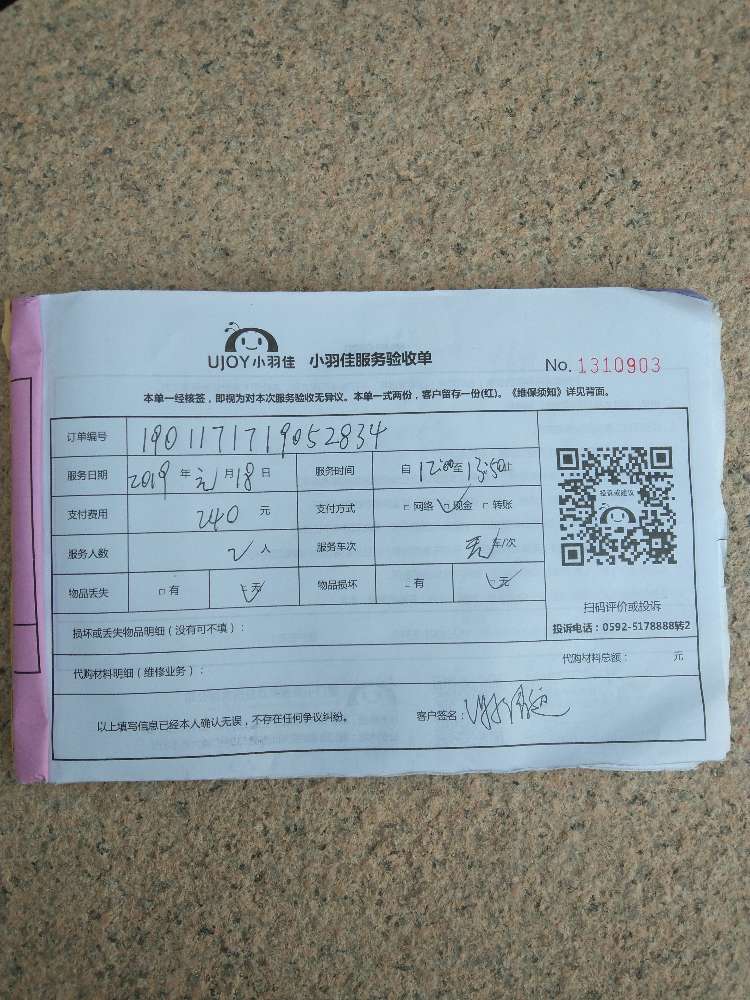 UJOY小羽佳 小羽佳服务验收单 No. 1310903
本单一经核签，即视为对本次服务验收无异议。本单一式两份，客户留存一份(红)。《维保须知》详见背面。
订单编号 1901171719052834
服务日期 2019 年 元 月 18 日 服务时间 自 12:00 至 13:50 止
支付费用 240 元 支付方式 □ 网络 □ 现金 □ 转账
服务人数 2 人 服务车次 无 车/次
物品丢失 □ 有 □ 无 物品损坏 □ 有 □ 无
投诉或建议
扫码评价或投诉
投诉电话：0592-5178888转2
损坏或丢失物品明细（没有可不填）：
代购材料明细（维修业务）： 代购材料总额： 元
以上填写信息已经本人确认无误，不存在任何争议纠纷。 客户签名：